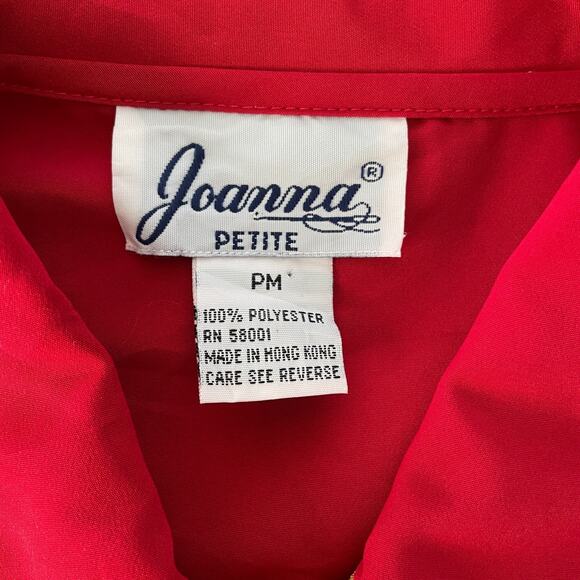 Joanna®
PETITE
PM
100% POLYESTER
RN 58001
MADE IN HONG KONG
CARE SEE REVERSE